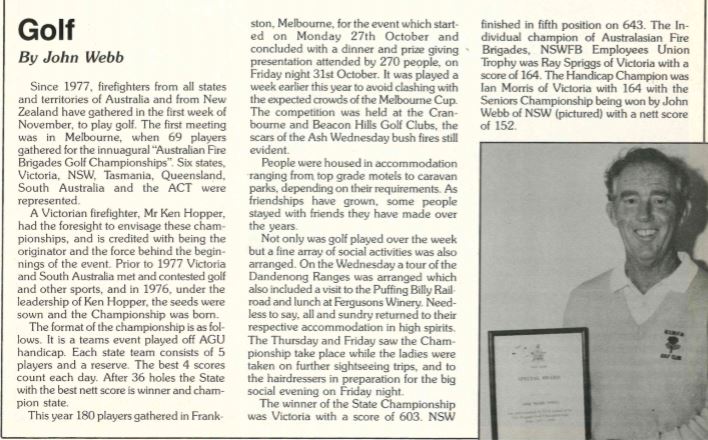 Golf
By John Webb
Since 1977, firefighters from all states
and territories of Australia and from New
Zealand have gathered in the first week of
November, to play golf. The first meeting
was in Melbourne, when 69 players
gathered for the innuagural "Australian Fire
Brigades Golf Championships". Six states,
Victoria, NSW, Tasmania, Queensland,
South Australia and the ACT were
represented.
A Victorian firefighter, Mr Ken Hopper,
had the foresight to envisage these cham-
pionships, and is credited with being the
originator and the force behind the begin-
nings of the event. Prior to 1977 Victoria
and South Australia met and contested golf
and other sports, and in 1976, under the
leadership of Ken Hopper, the seeds were
sown and the Championship was born.
The format of the championship is as fol-
lows. It is a teams event played off AGU
handicap. Each state team consists of 5
players and a reserve. The best 4 scores
count each day. After 36 holes the State
with the best nett score is winner and cham-
pion state.
This year 180 players gathered in Frank-
ston, Melbourne, for the event which start-
ed on Monday 27th October and
concluded with a dinner and prize giving
presentation attended by 270 people, on
Friday night 31st October. It was played a
week earlier this year to avoid clashing with
the expected crowds of the Melbourne Cup.
The competition was held at the Cran-
bourne and Beacon Hills Golf Clubs, the
scars of the Ash Wednesday bush fires still
evident.
People were housed in accommodation
ranging from top grade motels to caravan
parks, depending on their requirements. As
friendships have grown, some people
stayed with friends they have made over
the years.
Not only was golf played over the week
but a fine array of social activities was also
arranged. On the Wednesday a tour of the
Dandenong Ranges was arranged which
also included a visit to the Puffing Billy Rail-
road and lunch at Fergusons Winery. Need-
less to say, all and sundry returned to their
respective accommodation in high spirits.
The Thursday and Friday saw the Cham-
pionship take place while the ladies were
taken on further sightseeing trips, and to
the hairdressers in preparation for the big
social evening on Friday night.
The winner of the State Championship
was Victoria with a score of 603. NSW
finished in fifth position on 643. The In-
dividual champion of Australasian Fire
Brigades, NSWFB Employees Union
Trophy was Ray Spriggs of Victoria with a
score of 164. The Handicap Champion was
Ian Morris of Victoria with 164 with the
Seniors Championship being won by John
Webb of NSW (pictured) with a nett score
of 152.
GOLF CLUB
SPECIAL AWARD